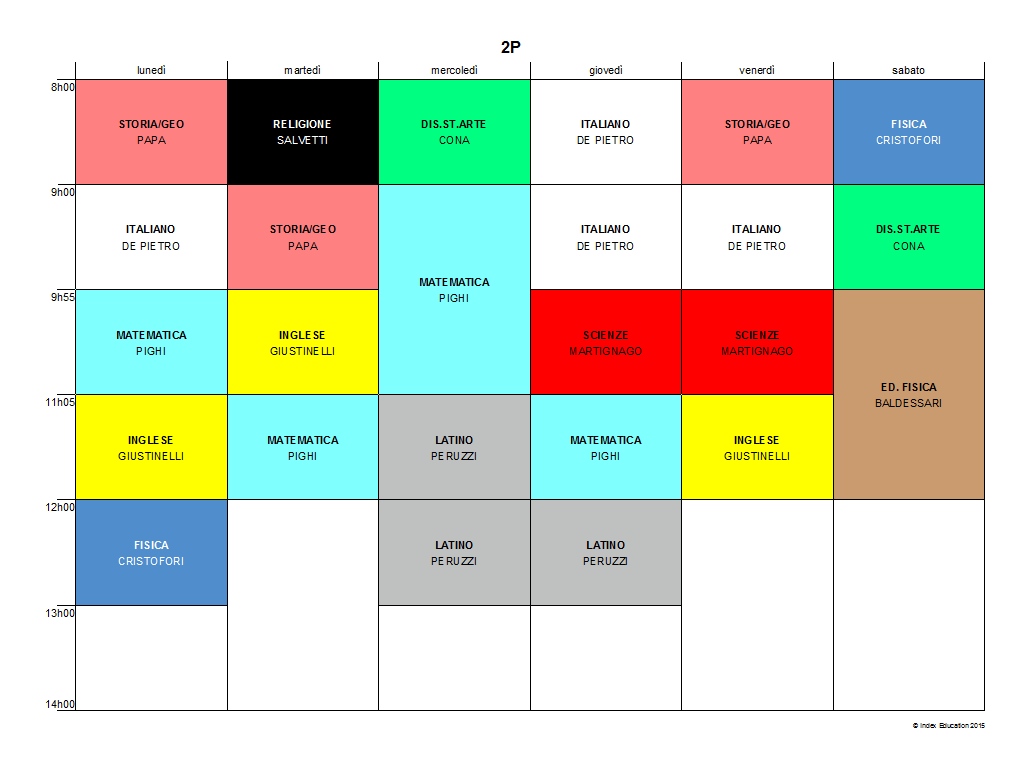 2P
lunedì martedì mercoledì giovedì venerdì sabato
8h00
STORIA/GEO RELIGIONE DIS.ST.ARTE ITALIANO STORIA/GEO FISICA
PAPA SALVETTI CONA DE PIETRO PAPA CRISTOFORI
9h00
ITALIANO STORIA/GEO ITALIANO ITALIANO DIS.ST.ARTE
DE PIETRO PAPA DE PIETRO DE PIETRO CONA
MATEMATICA
PIGHI
9h55
MATEMATICA INGLESE SCIENZE SCIENZE
PIGHI GIUSTINELLI MARTIGNAGO MARTIGNAGO
ED. FISICA
BALDESSARI
11h05
INGLESE MATEMATICA LATINO MATEMATICA INGLESE
GIUSTINELLI PIGHI PERUZZI PIGHI GIUSTINELLI
12h00
FISICA LATINO LATINO
CRISTOFORI PERUZZI PERUZZI
13h00
14h00
© Index Education 2015